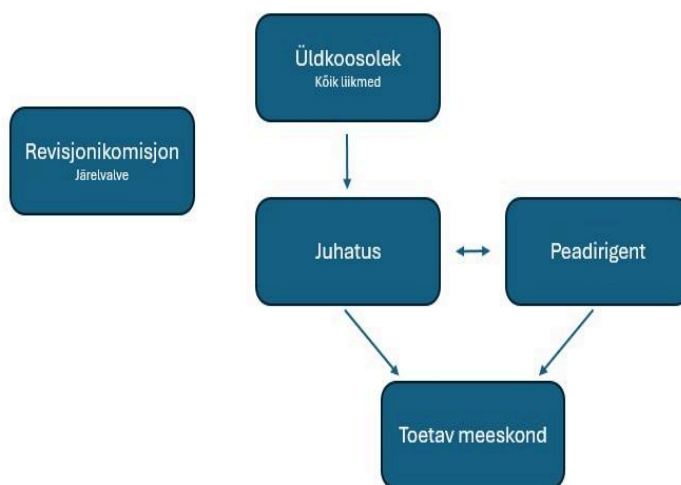 Üldkoosolek
Kõik liikmed
Revisjonikomisjon
Järelvalve
Juhatus
Peadirigent
Toetav meeskond